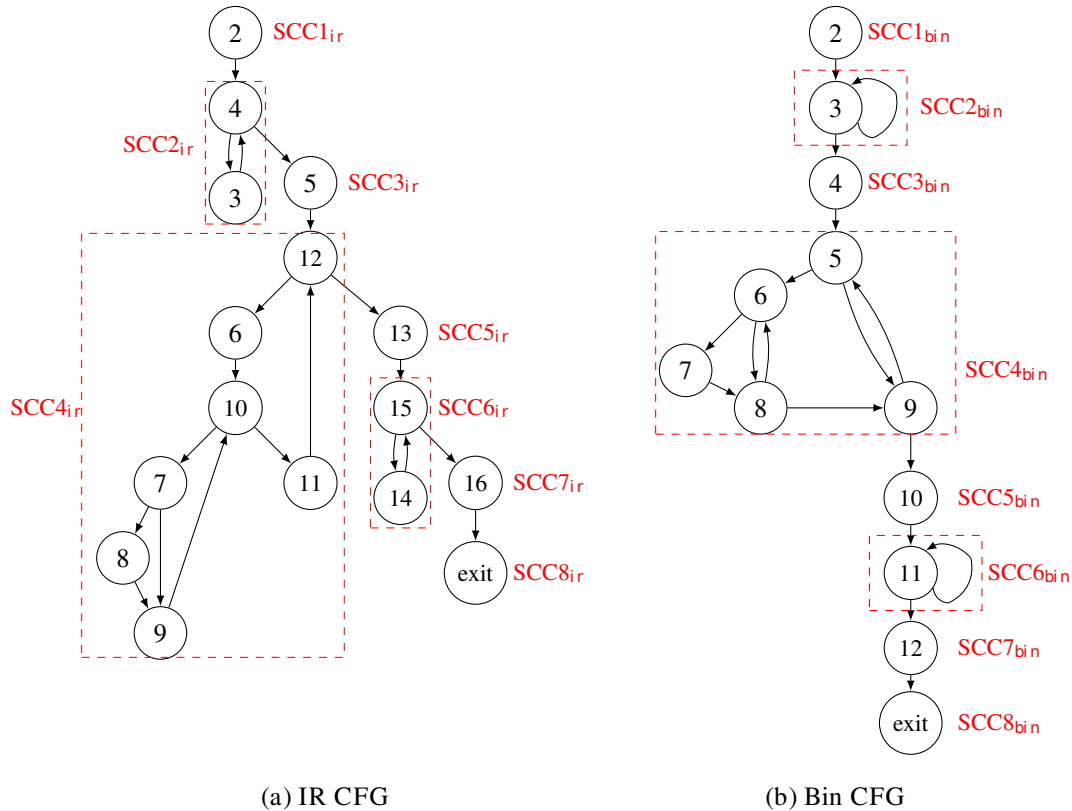 2 SCC1ir
4
SCC2ir
3
5 SCC3ir
12
6
13 SCC5ir
SCC4ir
10
15 SCC6ir
7
11
14
16 SCC7ir
8
exit SCC8ir
9
(a) IR CFG
2 SCC1bin
3 SCC2bin
4 SCC3bin
5
6
7
SCC4bin
8
9
10 SCC5bin
11 SCC6bin
12 SCC7bin
exit SCC8bin
(b) Bin CFG